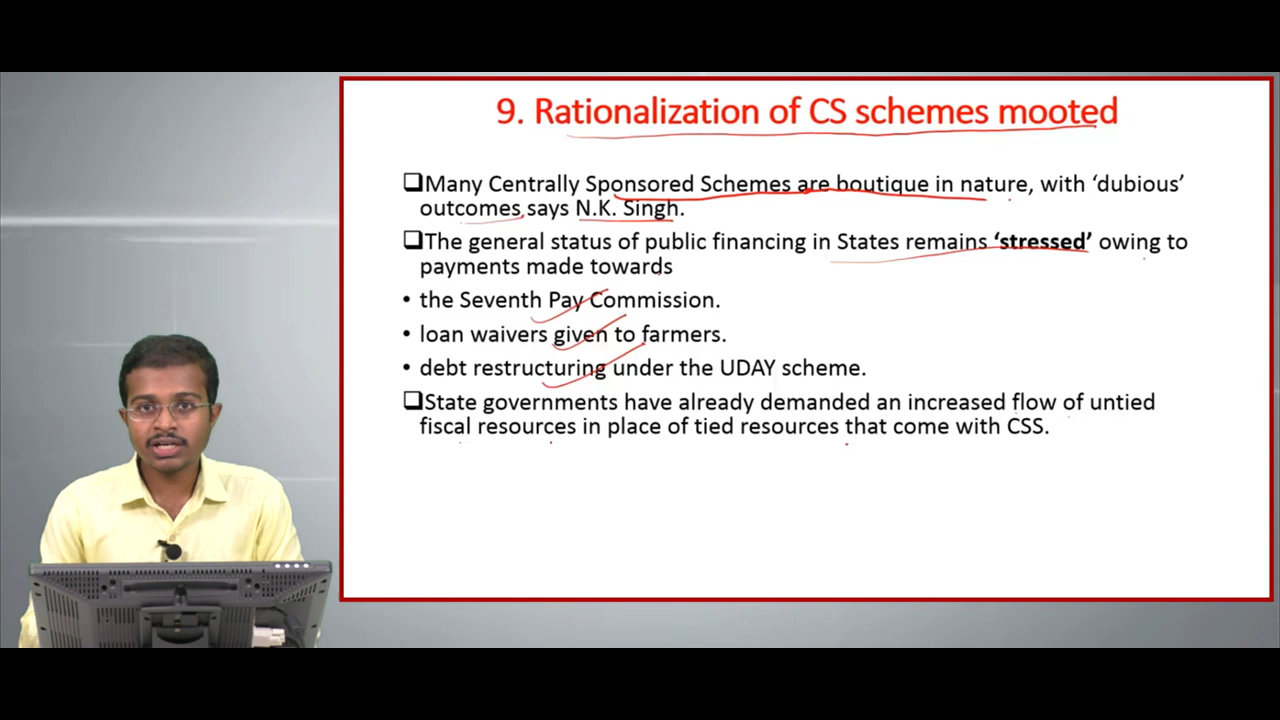 9. Rationalization of CS schemes mooted
❑Many Centrally Sponsored Schemes are boutique in nature, with ‘dubious’
outcomes, says N.K. Singh.
❑The general status of public financing in States remains ‘stressed’ owing to
payments made towards
• the Seventh Pay Commission.
• loan waivers given to farmers.
• debt restructuring under the UDAY scheme.
❑State governments have already demanded an increased flow of untied
fiscal resources in place of tied resources that come with CSS.